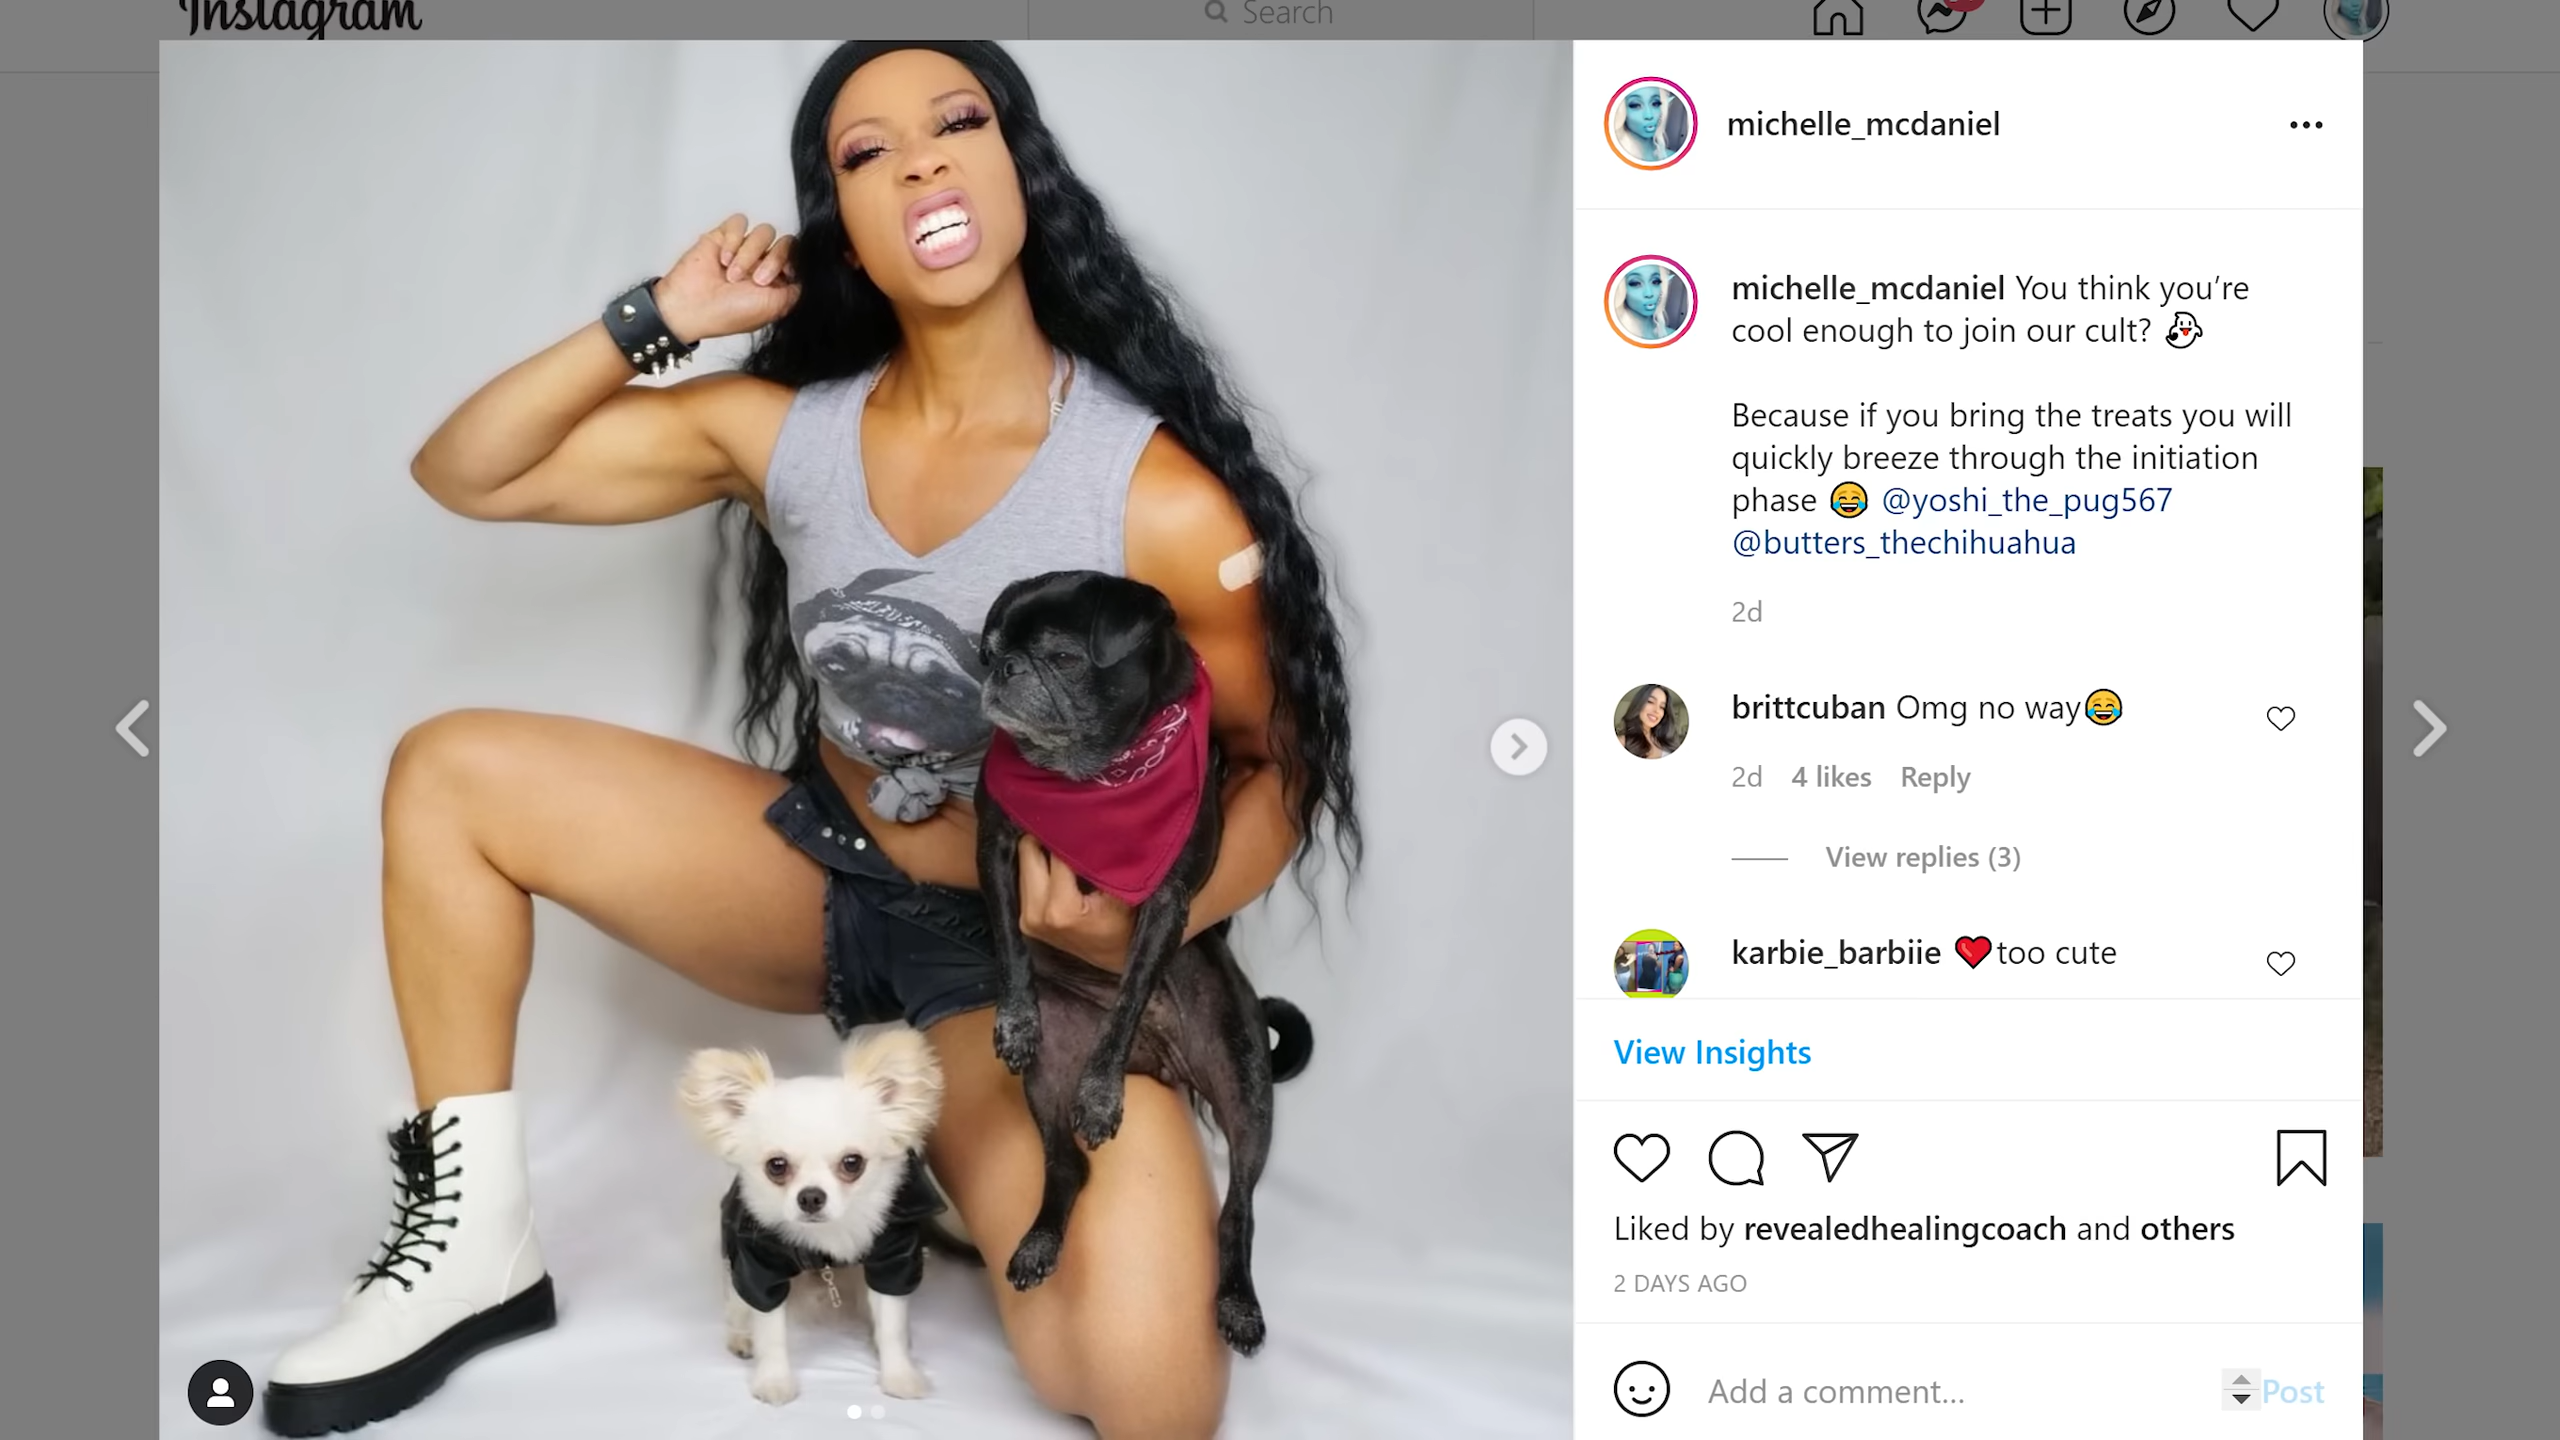 Instagram
Search
michelle_mcdaniel
michelle_mcdaniel You think you’re
cool enough to join our cult? 👻
Because if you bring the treats you will
quickly breeze through the initiation
phase 😂 @yoshi_the_pug567
@butters_thechihuahua
2d
brittcuban Omg no way😂
2d 4 likes Reply
View replies (3)
karbie_barbiie ❤️too cute
View Insights
Liked by revealedhealingcoach and others
2 DAYS AGO
Add a comment...
Post